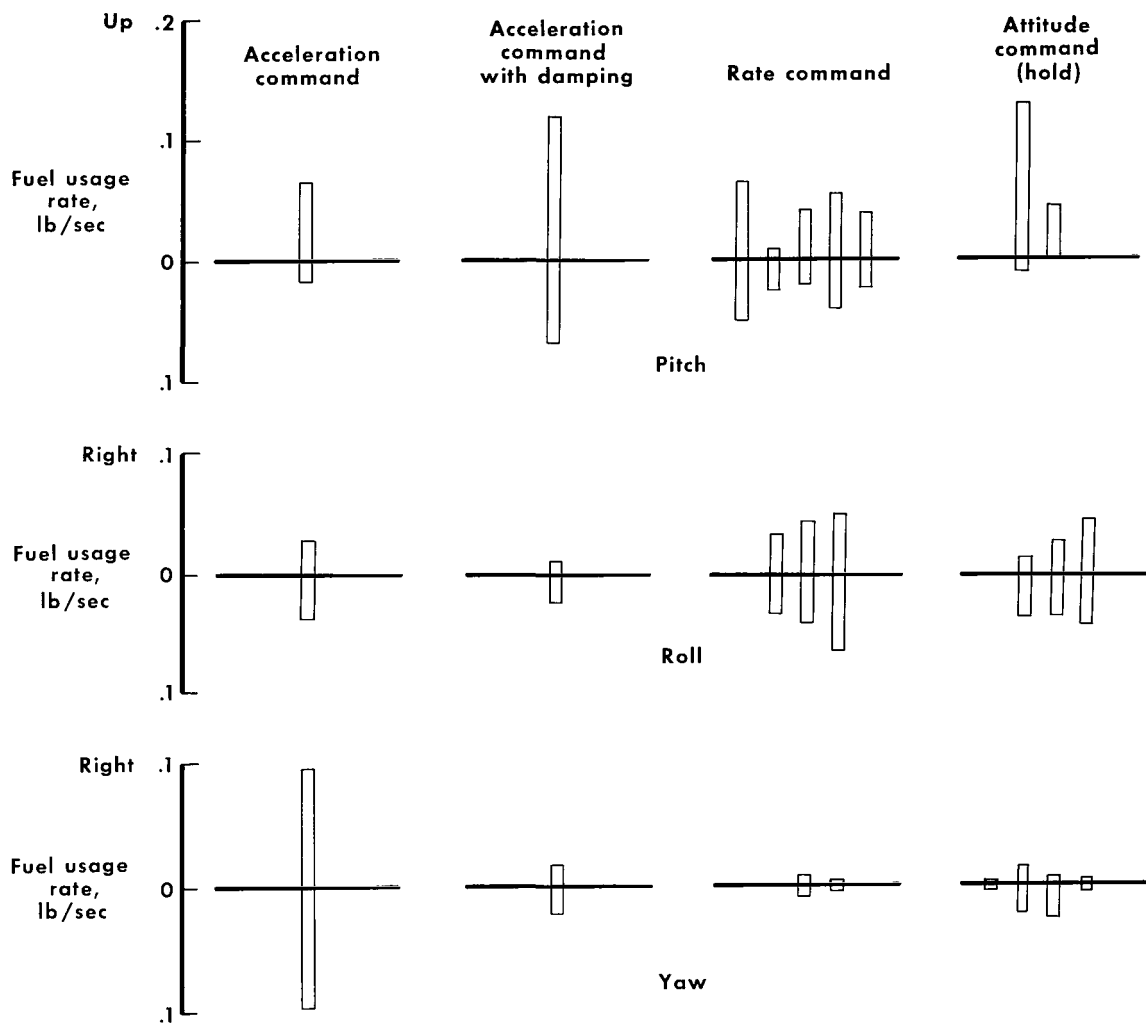 Up .2
Acceleration
command
Acceleration
command
with damping
Rate command
Attitude
command
(hold)
.1
Fuel usage
rate,
lb/sec
0
Pitch
.1
Right .1
Fuel usage
rate,
lb/sec
0
Roll
.1
Right .1
Fuel usage
rate,
lb/sec
0
Yaw
.1